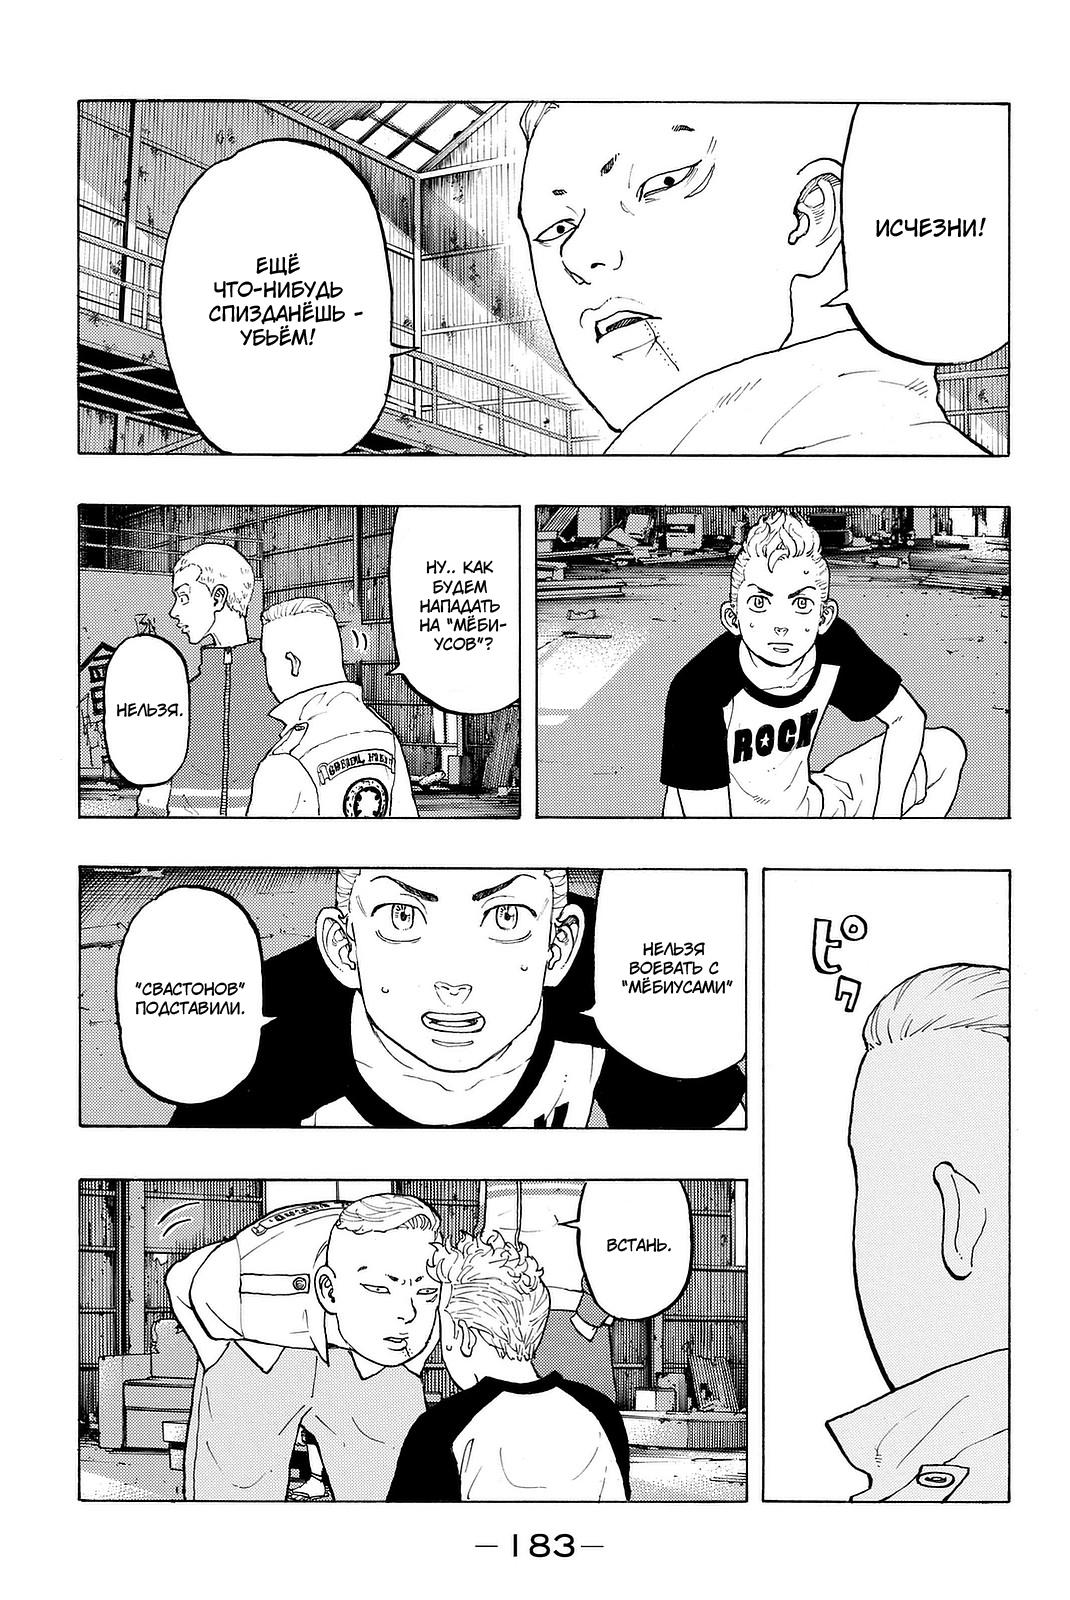 ИСЧЕЗНИ!
ЕЩЁ
ЧТО-НИБУДЬ
СПИЗДАНЁШЬ -
УБЬЁМ!
ROCK
НУ.. КАК
БУДЕМ
НАПАДАТЬ
НА "МЁБИ-
УСОВ"?
НЕЛЬЗЯ.
ピク
НЕЛЬЗЯ
ВОЕВАТЬ С
"МЁБИУСАМИ"
"СВАСТОНОВ"
ПОДСТАВИЛИ.
ВСТАНЬ.
— 183 —